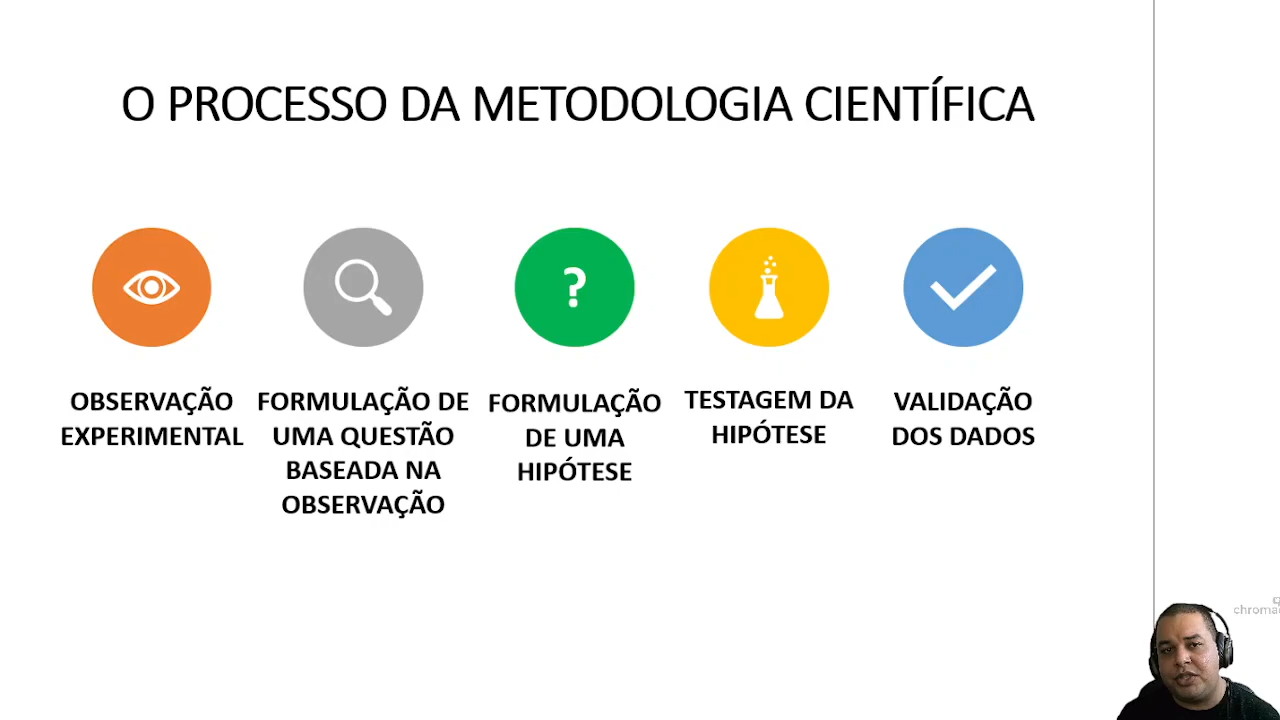 O PROCESSO DA METODOLOGIA CIENTÍFICA
?
OBSERVAÇÃO
EXPERIMENTAL
FORMULAÇÃO DE
UMA QUESTÃO
BASEADA NA
OBSERVAÇÃO
FORMULAÇÃO
DE UMA
HIPÓTESE
TESTAGEM DA
HIPÓTESE
VALIDAÇÃO
DOS DADOS